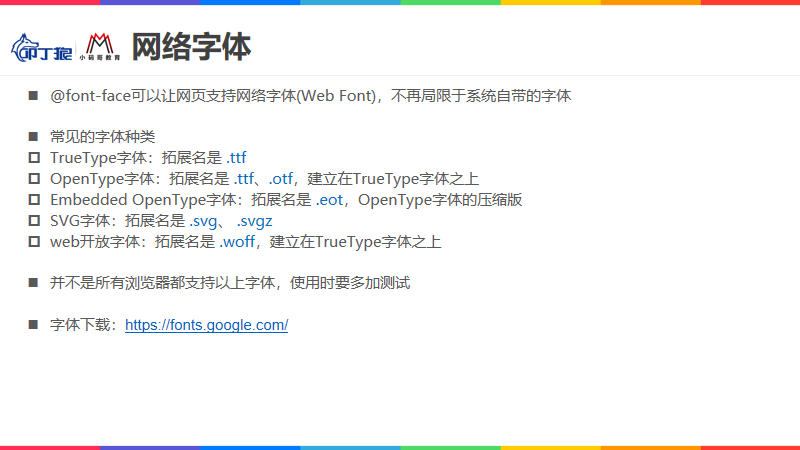 叩丁狼
小码哥教育
网络字体
@font-face可以让网页支持网络字体(Web Font)，不再局限于系统自带的字体
常见的字体种类
TrueType字体：拓展名是 .ttf
OpenType字体：拓展名是 .ttf、.otf，建立在TrueType字体之上
Embedded OpenType字体：拓展名是 .eot，OpenType字体的压缩版
SVG字体：拓展名是 .svg、 .svgz
web开放字体：拓展名是 .woff，建立在TrueType字体之上
并不是所有浏览器都支持以上字体，使用时要多加测试
字体下载：https://fonts.google.com/